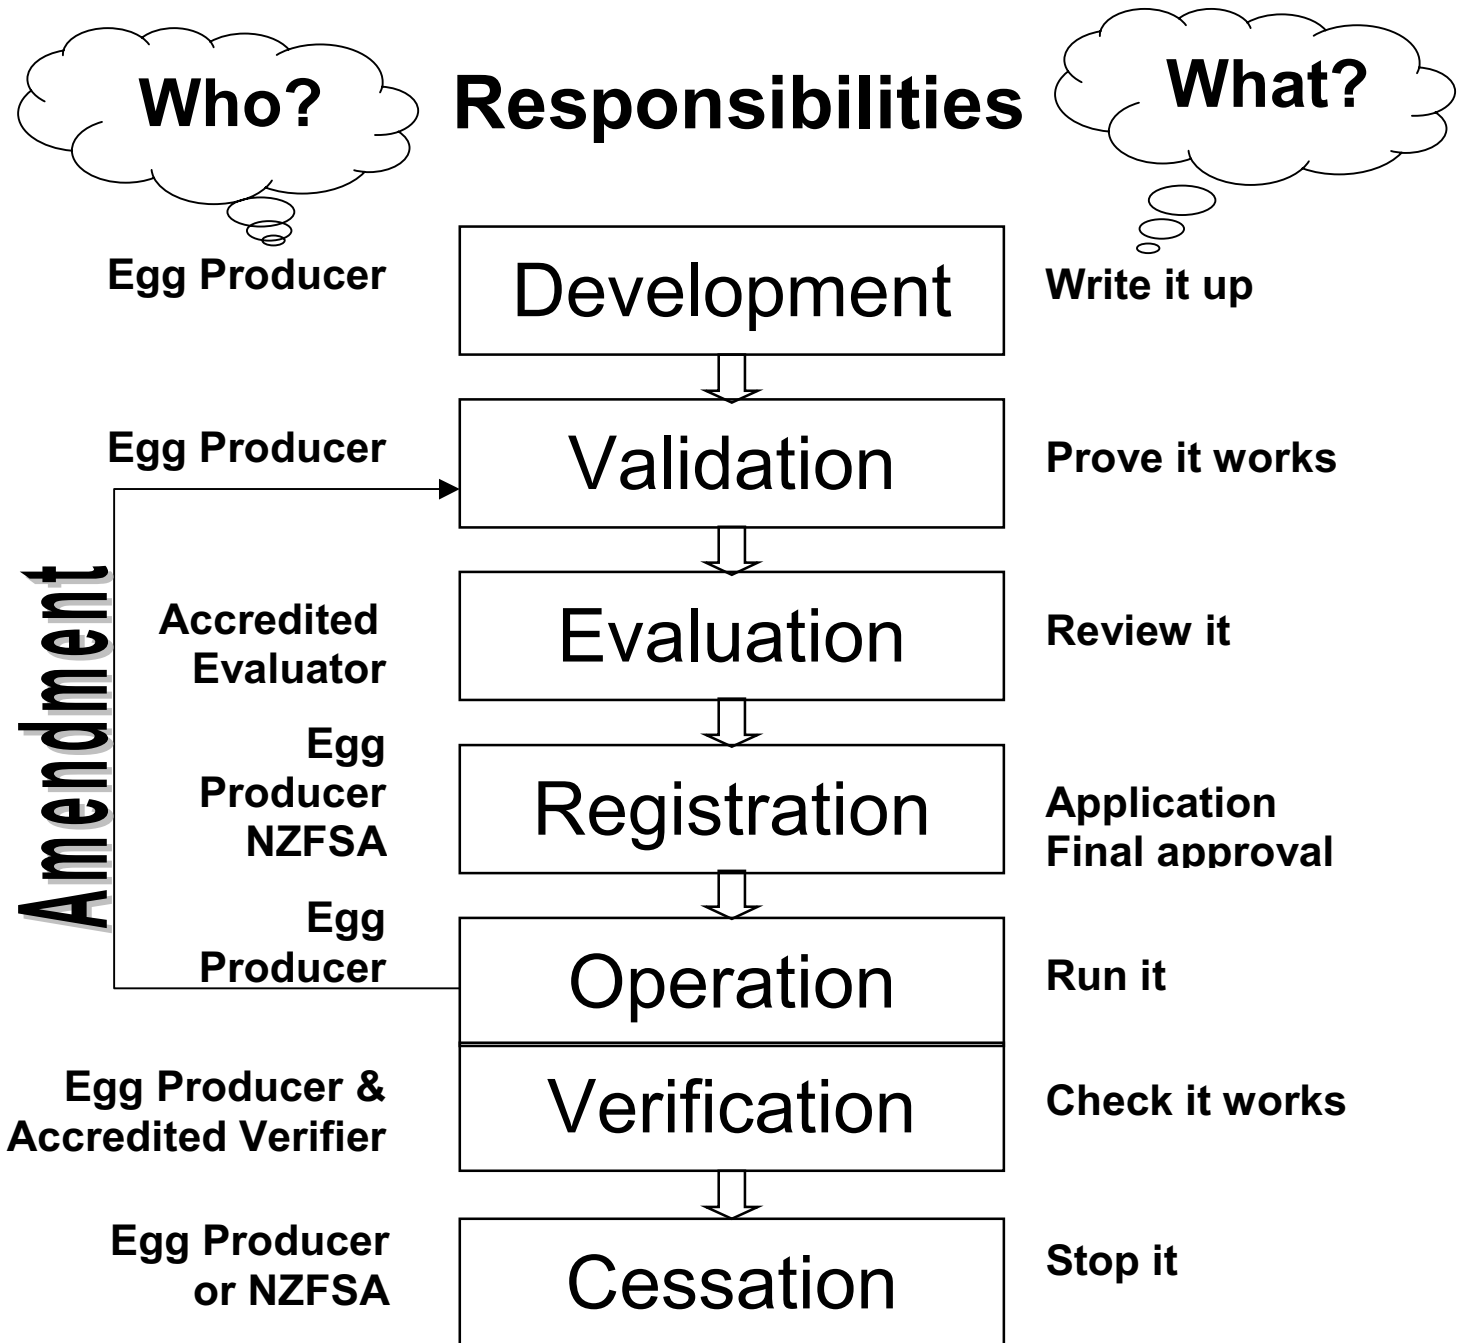 Who?
Responsibilities
What?
Egg Producer
Development
Write it up
Egg Producer
Validation
Prove it works
Amendment
Accredited
Evaluator
Evaluation
Review it
Egg
Producer
NZFSA
Registration
Application
Final approval
Egg
Producer
Operation
Run it
Egg Producer &
Accredited Verifier
Verification
Check it works
Egg Producer
or NZFSA
Cessation
Stop it